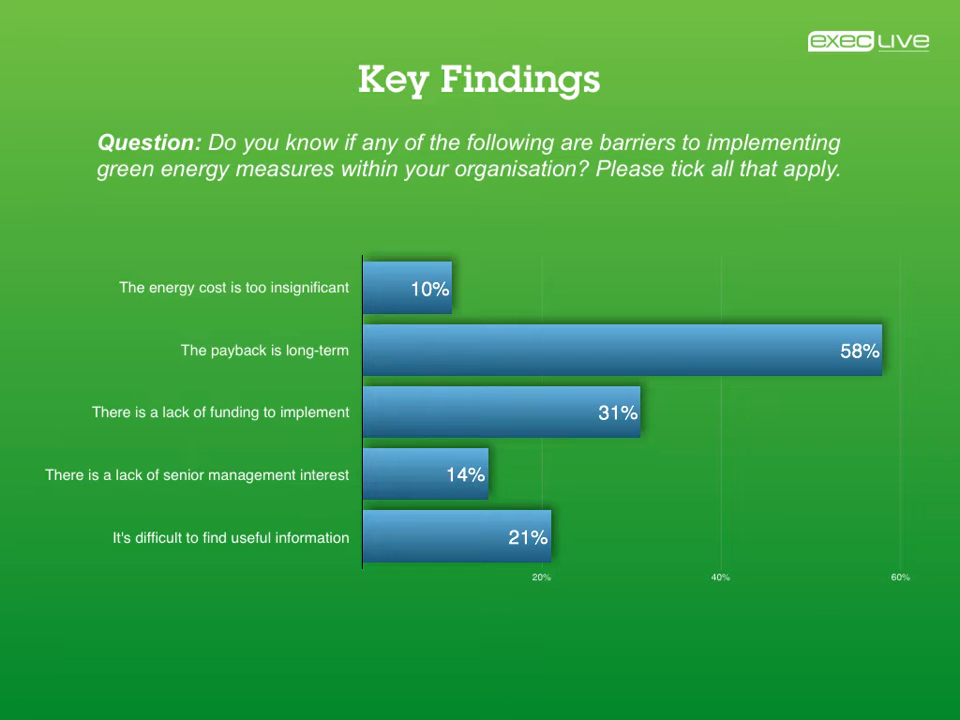 exec LIVE
Key Findings
Question: Do you know if any of the following are barriers to implementing
green energy measures within your organisation? Please tick all that apply.
The energy cost is too insignificant
10%
The payback is long-term
58%
There is a lack of funding to implement
31%
There is a lack of senior management interest
14%
It's difficult to find useful information
21%
20%
40%
60%